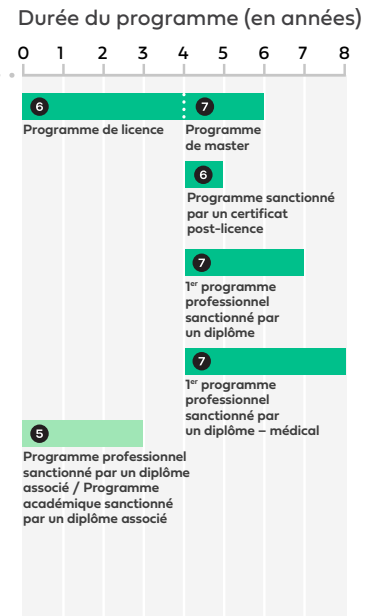 Durée du programme (en années)
0 1 2 3 4 5 6 7 8
6 7
Programme de licence
Programme
de master
6
Programme sanctionné
par un certificat
post-licence
7
1er programme
professionnel
sanctionné par
un diplôme
7
1er programme
professionnel
sanctionné par
un diplôme – médical
5
Programme professionnel
sanctionné par un diplôme
associé / Programme
académique sanctionné
par un diplôme associé